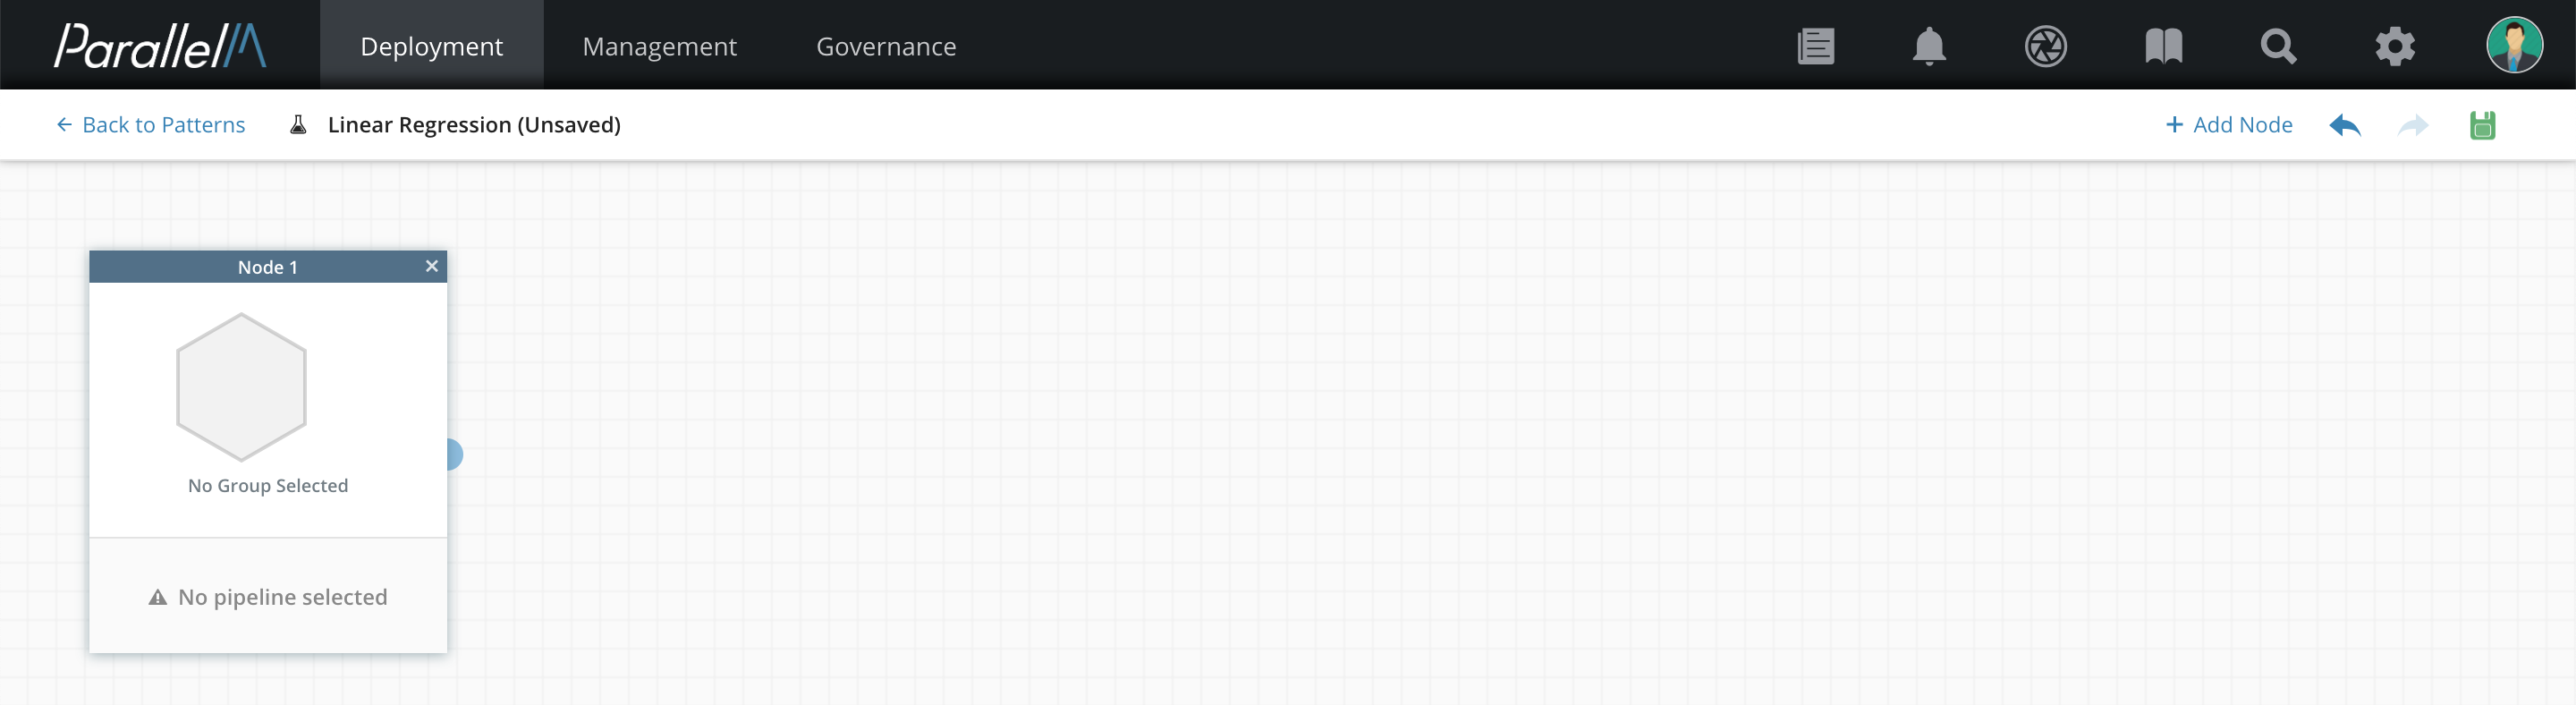 ParallelM
Deployment
Management
Governance
Back to Patterns
Linear Regression (Unsaved)
+ Add Node
Node 1
No Group Selected
No pipeline selected